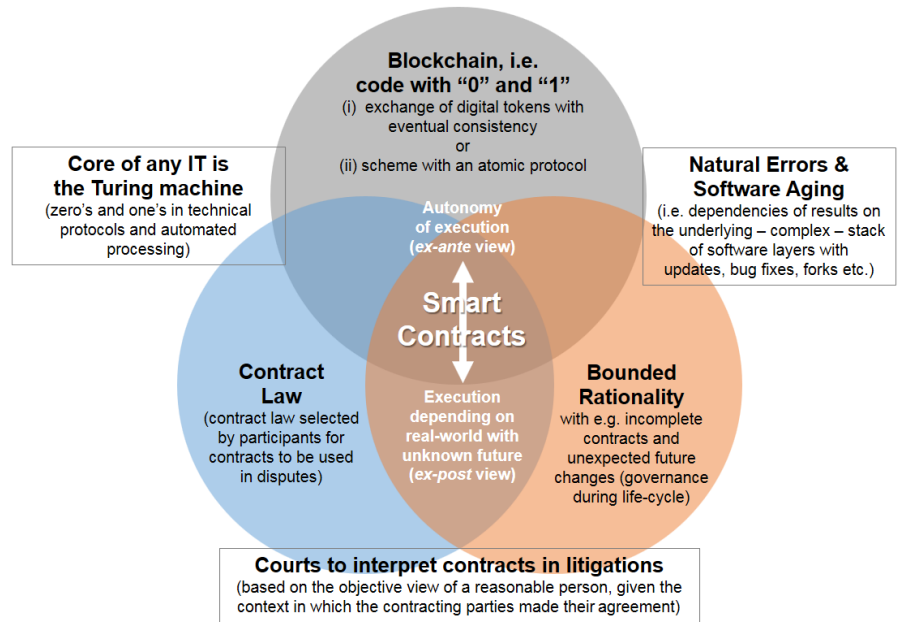 Blockchain, i.e.
code with “0” and “1”
(i) exchange of digital tokens with
eventual consistency
or
(ii) scheme with an atomic protocol
Core of any IT is
the Turing machine
(zero’s and one’s in technical
protocols and automated
processing)
Natural Errors &
Software Aging
(i.e. dependencies of results on
the underlying – complex – stack
of software layers with
updates, bug fixes, forks etc.)
Autonomy
of execution
(ex-ante view)
Smart
Contracts
Contract
Law
(contract law selected
by participants for
contracts to be used
in disputes)
Execution
depending on
real-world with
unknown future
(ex-post view)
Bounded
Rationality
with e.g. incomplete
contracts and
unexpected future
changes (governance
during life-cycle)
Courts to interpret contracts in litigations
(based on the objective view of a reasonable person, given the
context in which the contracting parties made their agreement)